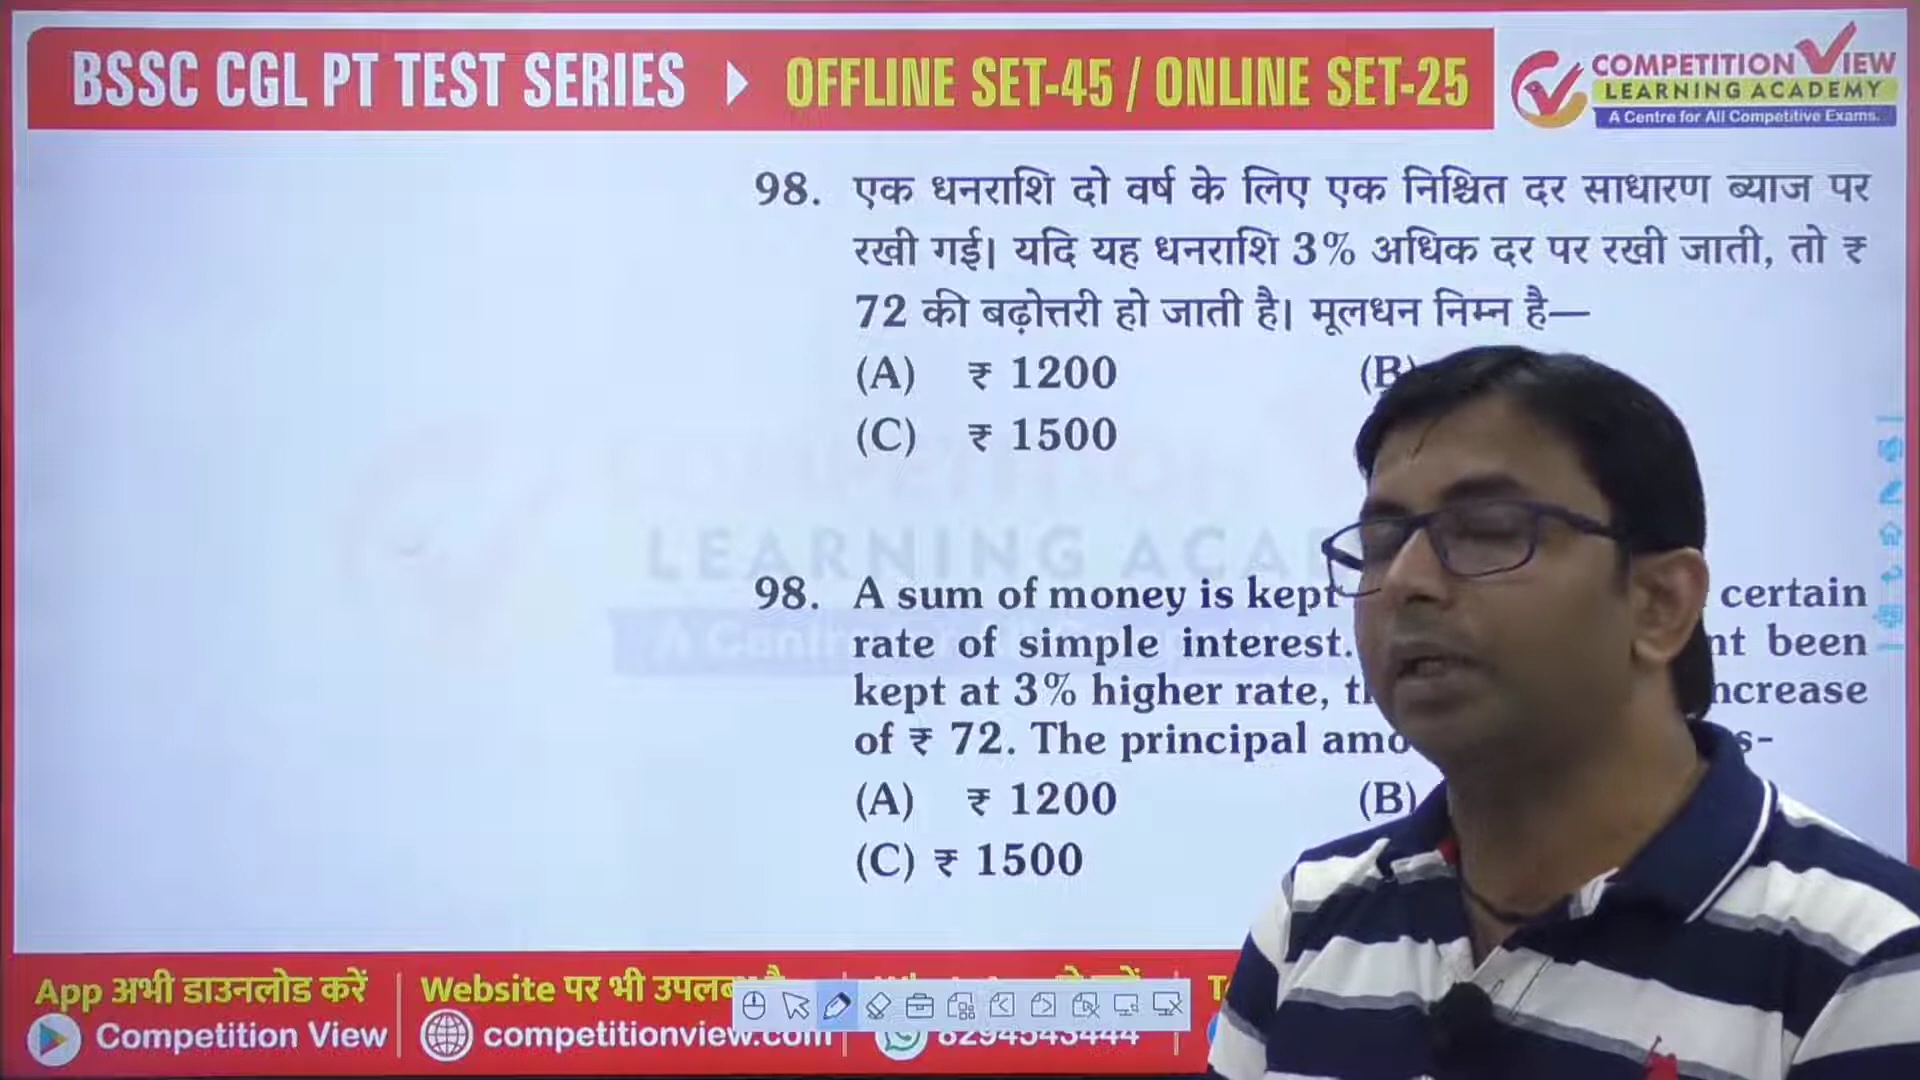 BSSC CGL PT TEST SERIES ▶ OFFLINE SET-45 / ONLINE SET-25
COMPETITION VIEW
LEARNING ACADEMY
A Centre for All Competitive Exams.
98. एक धनराशि दो वर्ष के लिए एक निश्चित दर साधारण ब्याज पर
रखी गई। यदि यह धनराशि 3% अधिक दर पर रखी जाती, तो ₹
72 की बढ़ोत्तरी हो जाती है। मूलधन निम्न है—
(A) ₹ 1200 (B)
(C) ₹ 1500
LEARNING
98. A sum of money is kept certain
rate of simple interest. been
kept at 3% higher rate,
of ₹ 72. The principal
(A) ₹ 1200 (B)
(C) ₹ 1500
App अभी डाउनलोड करें
Competition View
Website पर भी
competitionview.com